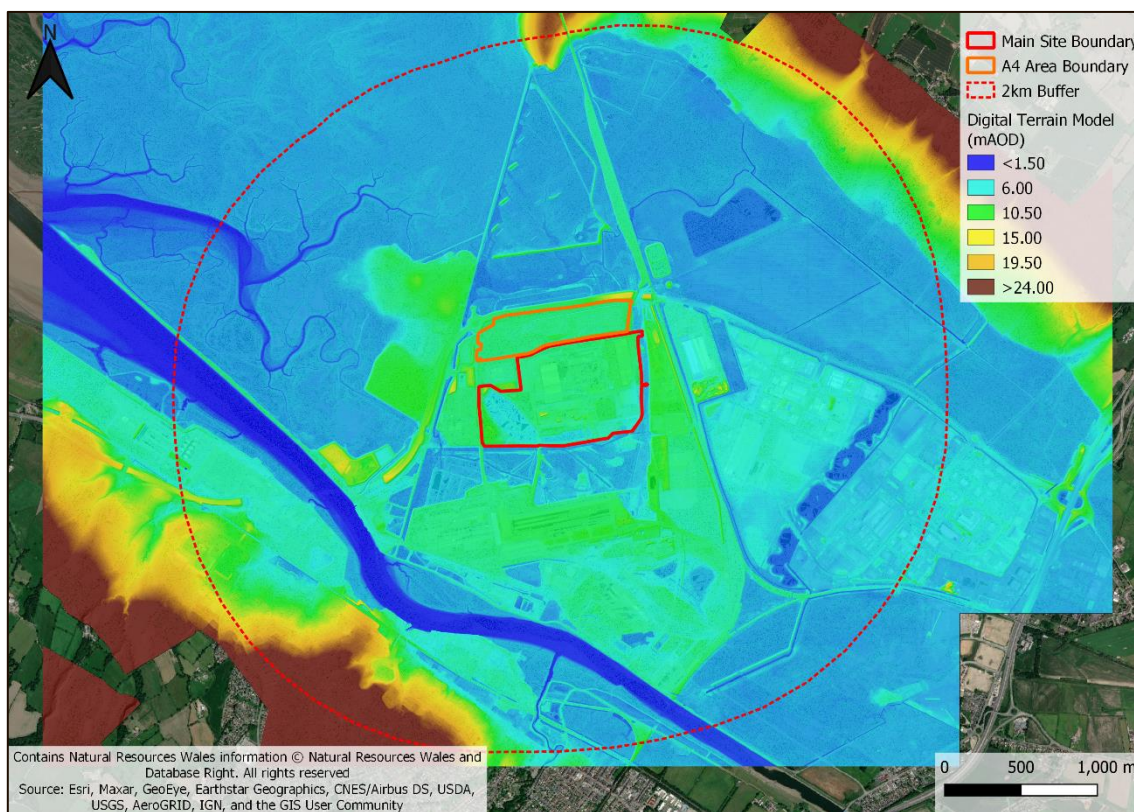 N
Main Site Boundary
A4 Area Boundary
2km Buffer
Digital Terrain Model
(mAOD)
<1.50
6.00
10.50
15.00
19.50
>24.00
Contains Natural Resources Wales information © Natural Resources Wales and
Database Right. All rights reserved
Source: Esri, Maxar, GeoEye, Earthstar Geographics, CNES/Airbus DS, USDA,
USGS, AeroGRID, IGN, and the GIS User Community
0 500 1,000 m